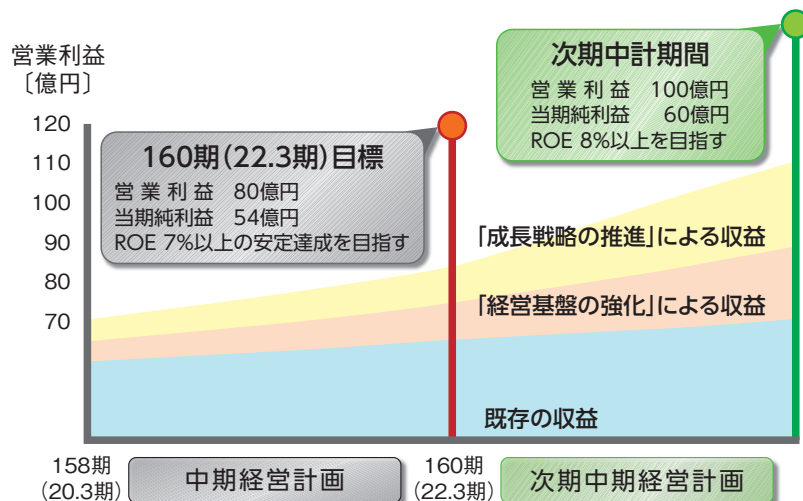 営業利益
〔億円〕
120
110
100
90
80
70
160期(22.3期)目標
営業利益 80億円
当期純利益 54億円
ROE 7%以上の安定達成を目指す
次期中計期間
営業利益 100億円
当期純利益 60億円
ROE 8%以上を目指す
「成長戦略の推進」による収益
「経営基盤の強化」による収益
既存の収益
158期
(20.3期)
中期経営計画
160期
(22.3期)
次期中期経営計画